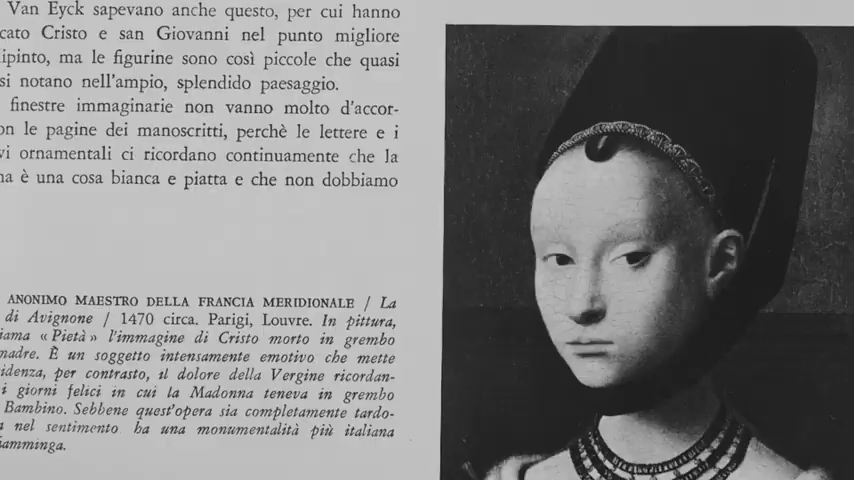 Van Eyck sapevano anche questo, per cui hanno
cato Cristo e san Giovanni nel punto migliore
ipinto, ma le figurine sono così piccole che quasi
si notano nell'ampio, splendido paesaggio.
finestre immaginarie non vanno molto d'accor-
on le pagine dei manoscritti, perchè le lettere e i
vi ornamentali ci ricordano continuamente che la
na è una cosa bianca e piatta e che non dobbiamo
ANONIMO MAESTRO DELLA FRANCIA MERIDIONALE / La
di Avignone / 1470 circa. Parigi, Louvre. In pittura,
iama « Pietà » l'immagine di Cristo morto in grembo
madre. È un soggetto intensamente emotivo che mette
idenza, per contrasto, il dolore della Vergine ricordan-
i giorni felici in cui la Madonna teneva in grembo
Bambino. Sebbene quest'opera sia completamente tardo-
nel sentimento ha una monumentalità più italiana
iamminga.